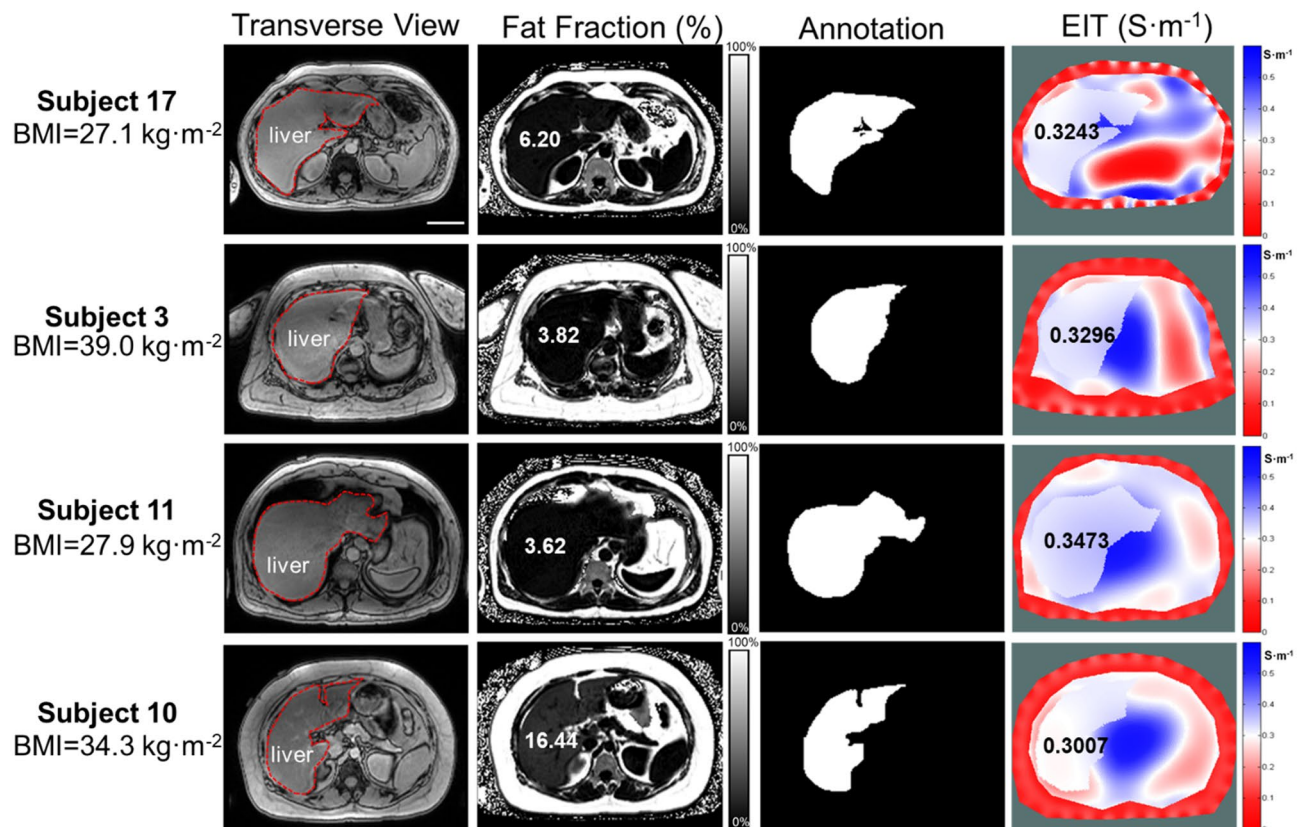 Transverse View Fat Fraction (%) Annotation EIT (S·m⁻¹)
Subject 17
BMI=27.1 kg·m⁻²
liver
6.20
100%
0%
0.3243
S·m⁻¹
0.5
0.4
0.3
0.2
0.1
0
Subject 3
BMI=39.0 kg·m⁻²
liver
3.82
100%
0%
0.3296
S·m⁻¹
0.5
0.4
0.3
0.2
0.1
0
Subject 11
BMI=27.9 kg·m⁻²
liver
3.62
100%
0%
0.3473
S·m⁻¹
0.5
0.4
0.3
0.2
0.1
0
Subject 10
BMI=34.3 kg·m⁻²
liver
16.44
100%
0%
0.3007
S·m⁻¹
0.5
0.4
0.3
0.2
0.1
0